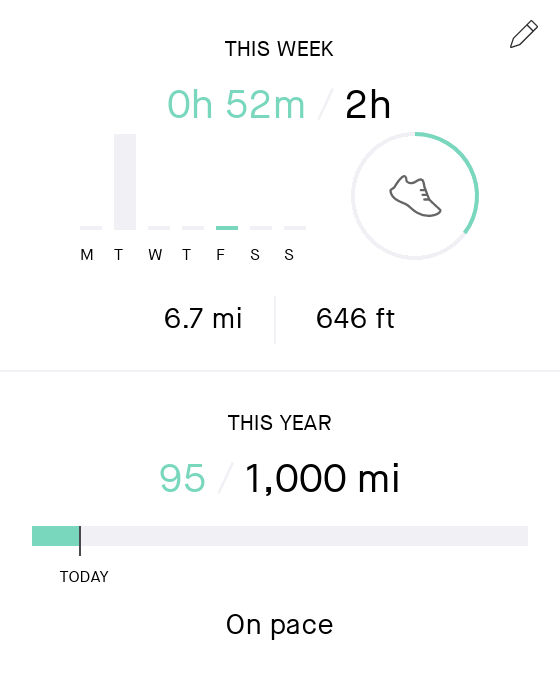 THIS WEEK
0h 52m / 2h
M T W T F S S
6.7 mi
646 ft
THIS YEAR
95 / 1,000 mi
TODAY
On pace